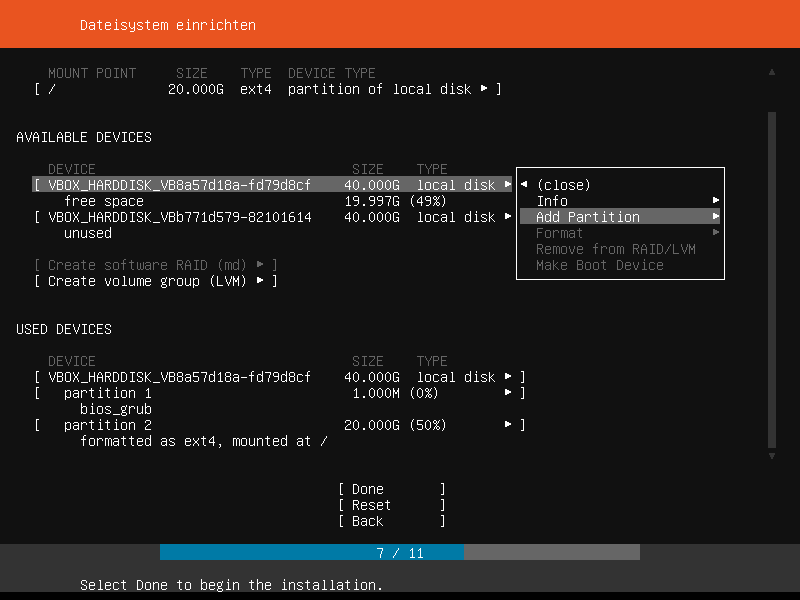 Dateisystem einrichten
MOUNT POINT SIZE TYPE DEVICE TYPE
[ / 20.000G ext4 partition of local disk ▸ ]
AVAILABLE DEVICES
DEVICE SIZE TYPE
[ VBOX_HARDDISK_VB8a57d18a-fd79d8cf 40.000G local disk ▸
free space 19.997G (49%)
[ VBOX_HARDDISK_VBb771d579-82101614 40.000G local disk ▸
unused
◂ (close)
Info ▸
Add Partition ▸
Format ▸
Remove from RAID/LVM
Make Boot Device
[ Create software RAID (md) ▸ ]
[ Create volume group (LVM) ▸ ]
USED DEVICES
DEVICE SIZE TYPE
[ VBOX_HARDDISK_VB8a57d18a-fd79d8cf 40.000G local disk ▸ ]
[ partition 1 1.000M (0%) ▸ ]
bios_grub
[ partition 2 20.000G (50%) ▸ ]
formatted as ext4, mounted at /
[ Done ]
[ Reset ]
[ Back ]
7 / 11
Select Done to begin the installation.